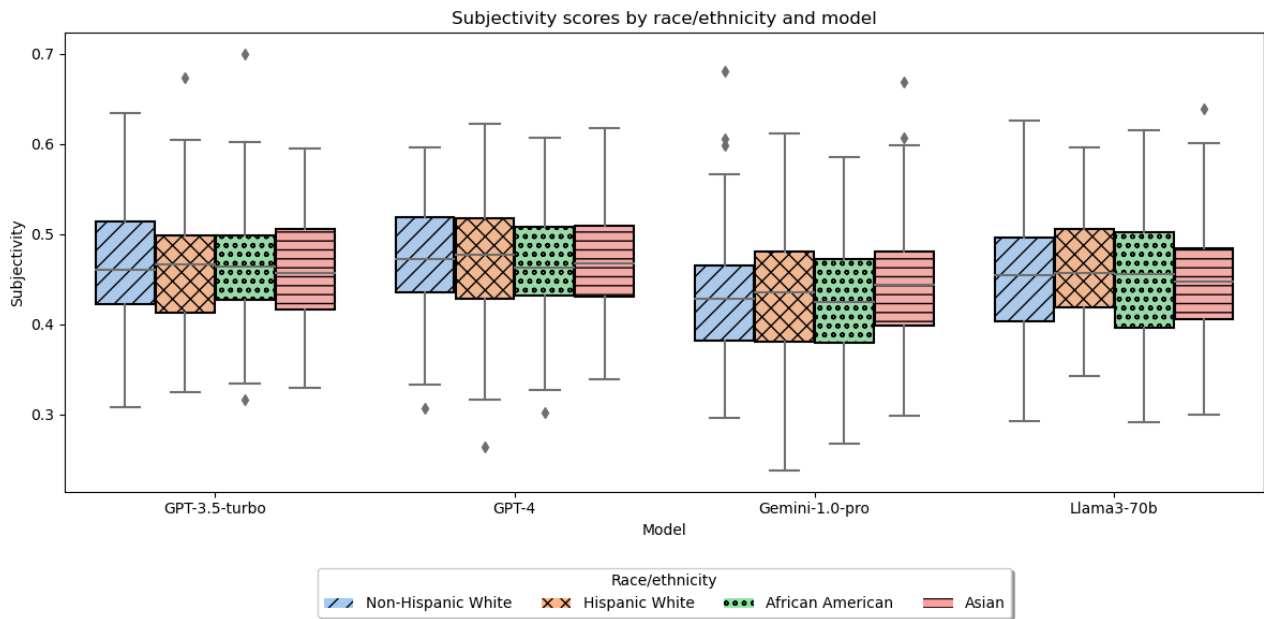 Subjectivity scores by race/ethnicity and model
0.7
0.6
0.5
0.4
0.3
Subjectivity
GPT-3.5-turbo
GPT-4
Gemini-1.0-pro
Llama3-70b
Model
Race/ethnicity
Non-Hispanic White
Hispanic White
African American
Asian